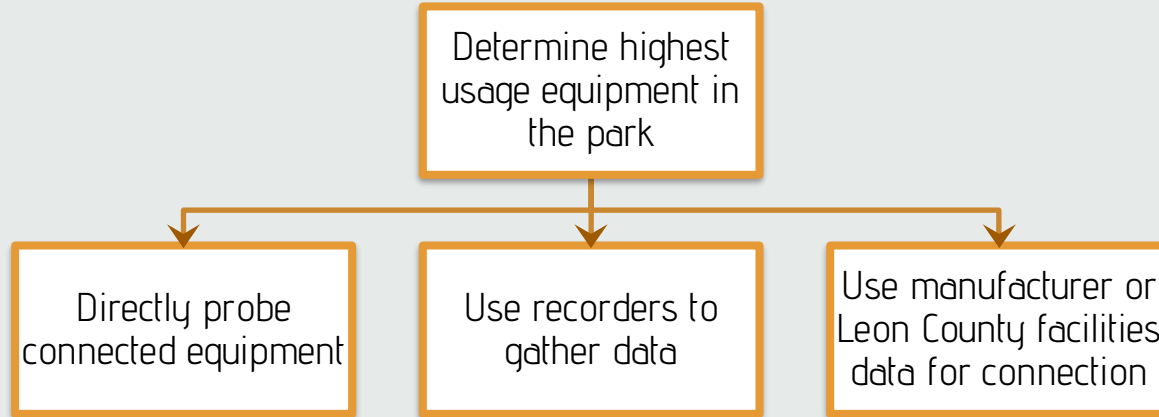 Determine highest
usage equipment in
the park
Directly probe
connected equipment
Use recorders to
gather data
Use manufacturer or
Leon County facilities
data for connection